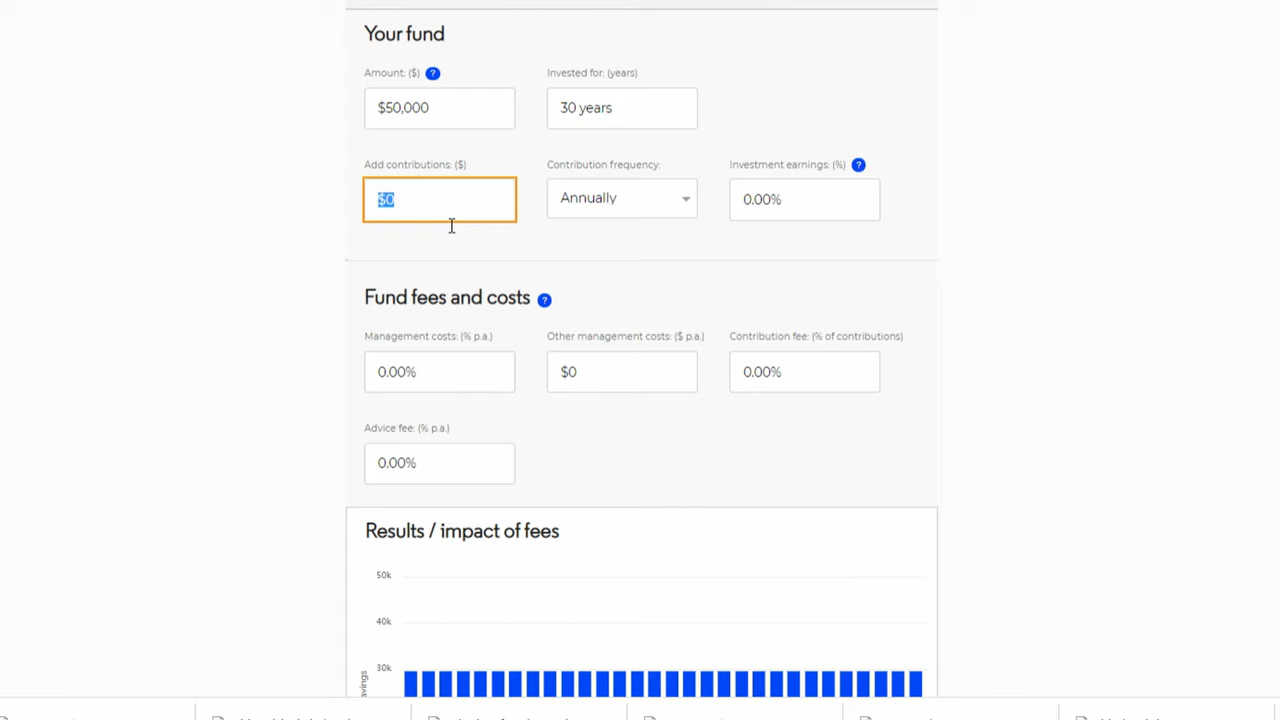 Your fund
Amount: ($) ?
Invested for: (years)
$50,000
30 years
Add contributions: ($)
Contribution frequency:
Investment earnings: (%) ?
$0
Annually
0.00%
Fund fees and costs ?
Management costs: (% p.a.)
Other management costs: ($ p.a.)
Contribution fee: (% of contributions)
0.00%
$0
0.00%
Advice fee: (% p.a.)
0.00%
Results / impact of fees
50k
40k
30k